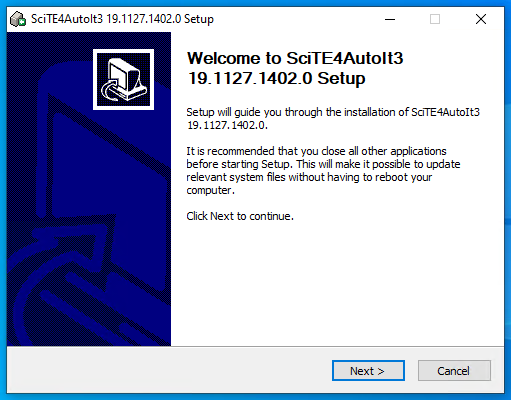 SciTE4AutoIt3 19.1127.1402.0 Setup
Welcome to SciTE4AutoIt3
19.1127.1402.0 Setup
Setup will guide you through the installation of SciTE4AutoIt3
19.1127.1402.0.
It is recommended that you close all other applications
before starting Setup. This will make it possible to update
relevant system files without having to reboot your
computer.
Click Next to continue.
Next >
Cancel